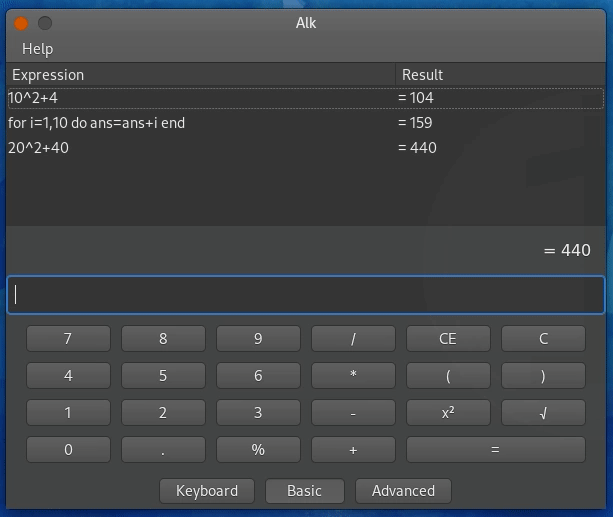 Alk
Help
Expression Result
10^2+4 = 104
for i=1,10 do ans=ans+i end = 159
20^2+40 = 440
= 440
7 8 9 / CE C
4 5 6 * ( )
1 2 3 - x² √
0 . % + =
Keyboard Basic Advanced